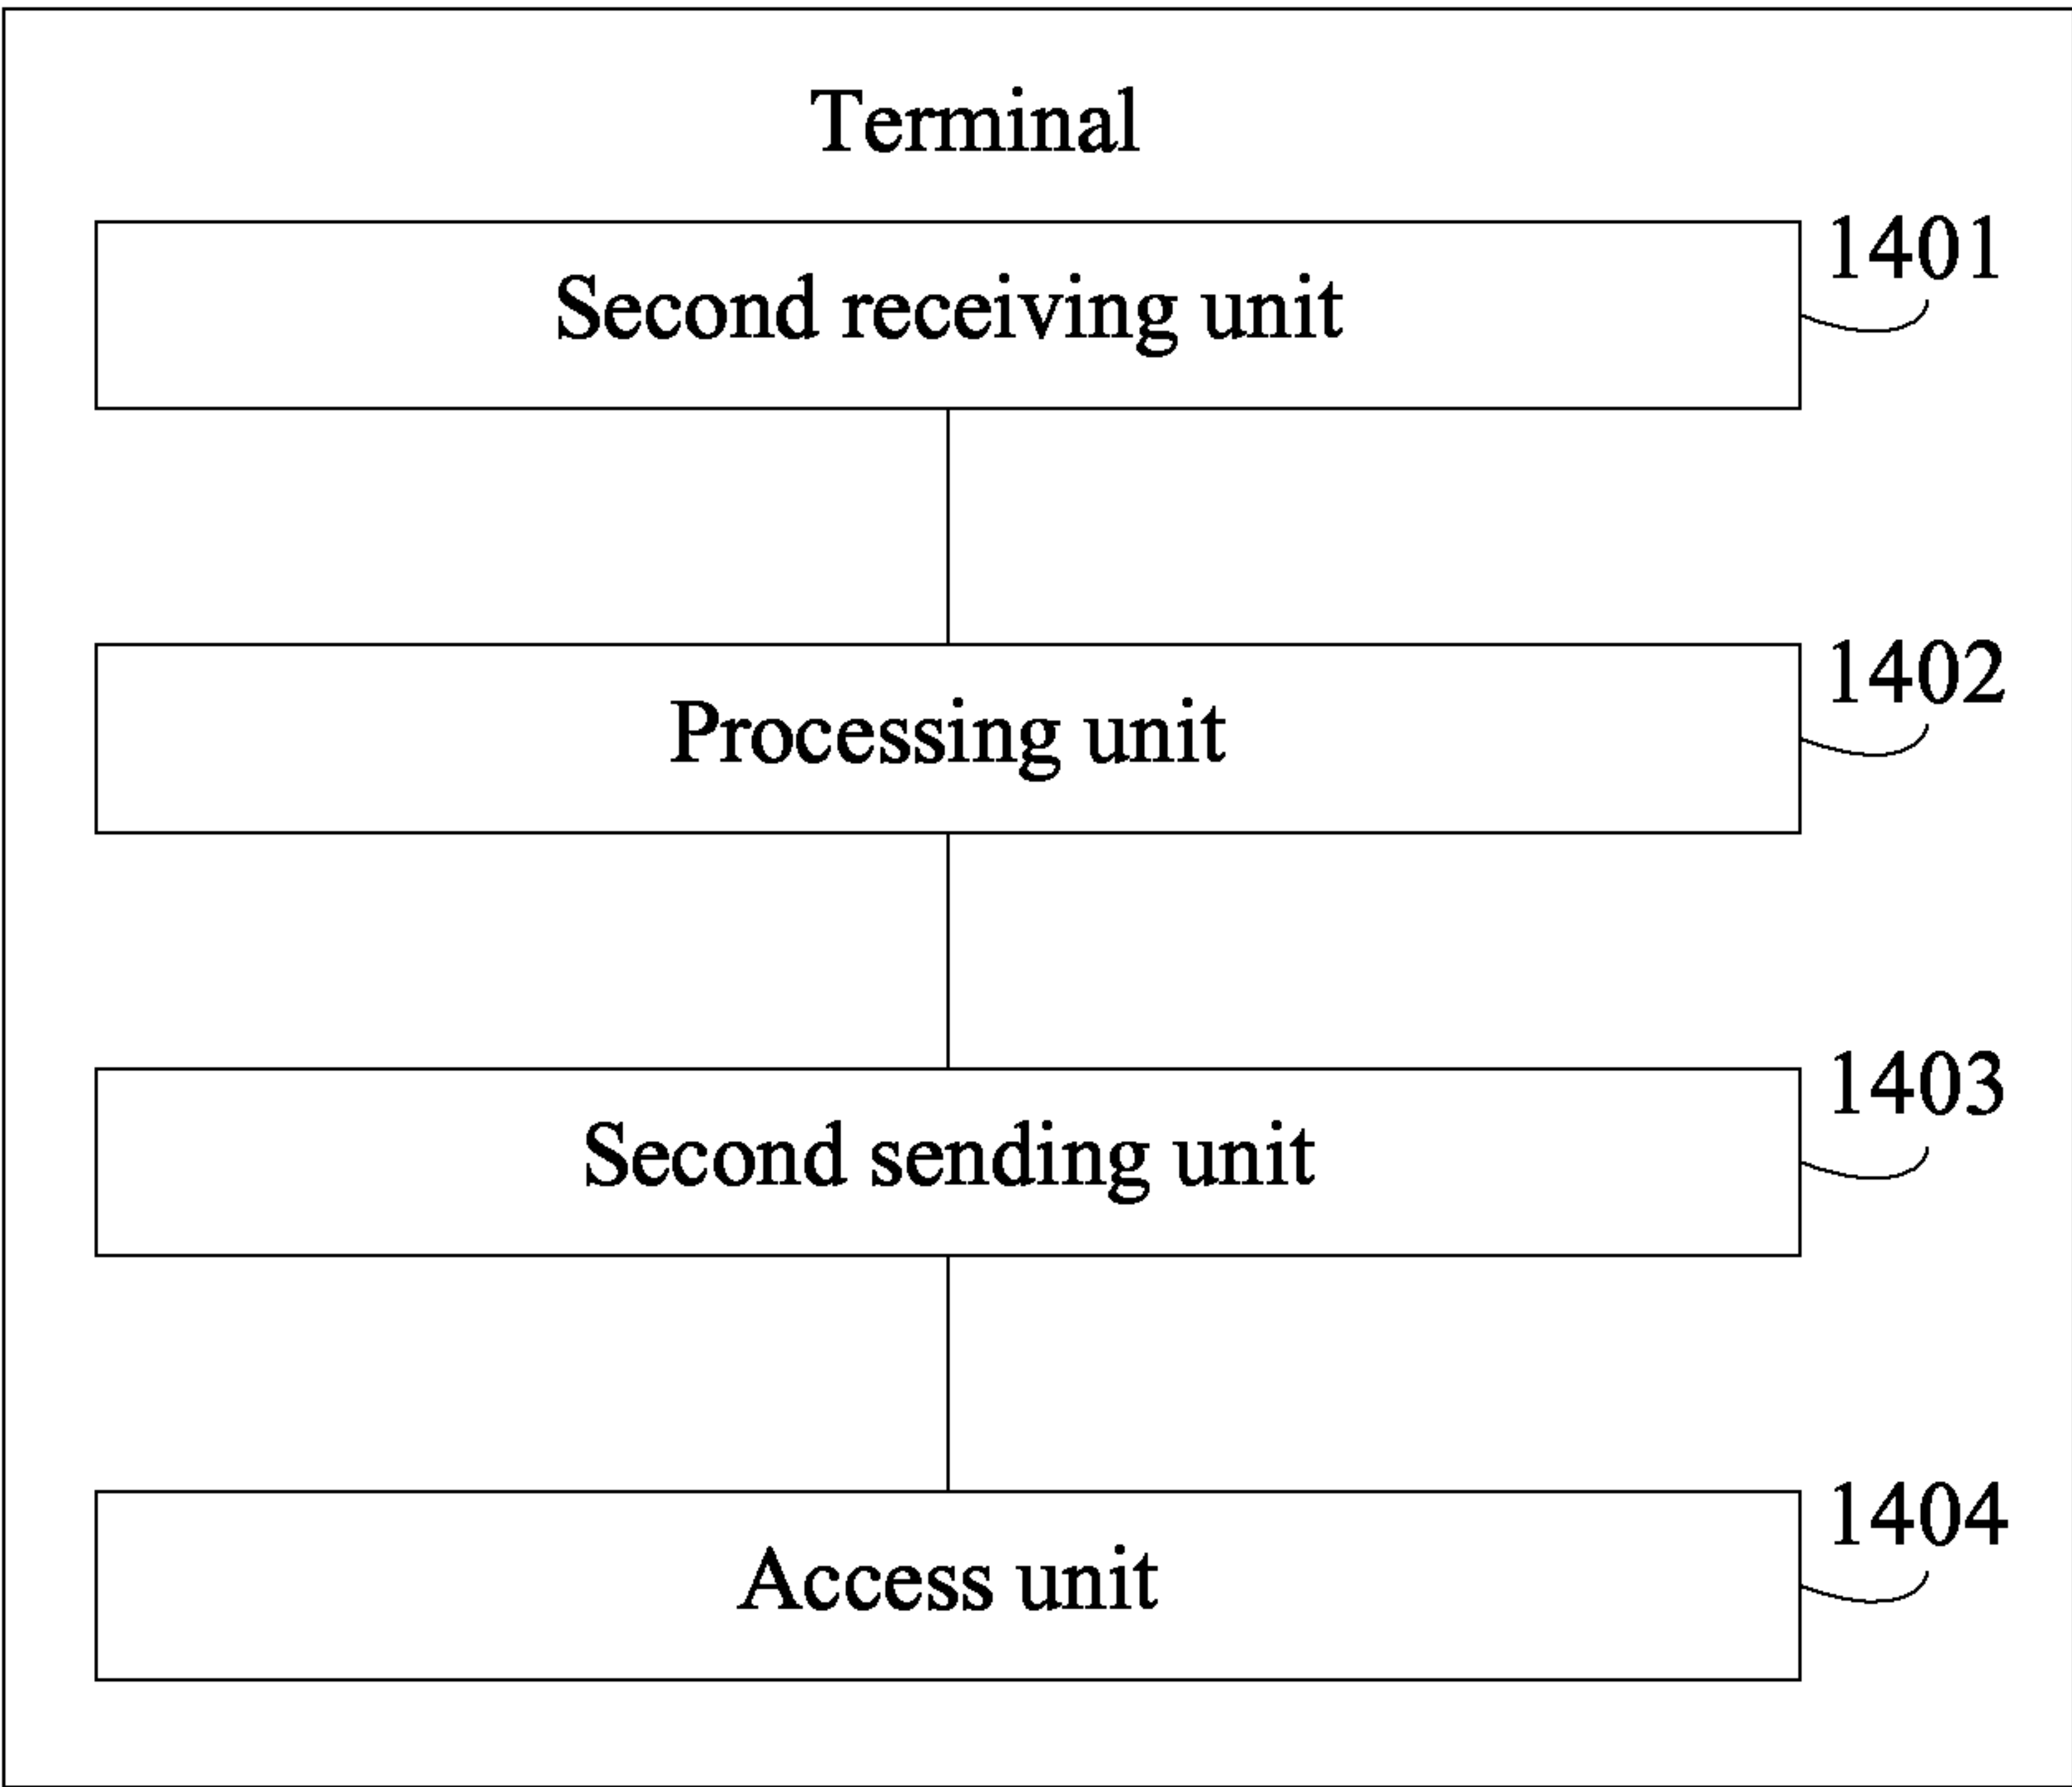 Terminal
Second receiving unit
1401
Processing unit
1402
Second sending unit
1403
Access unit
1404